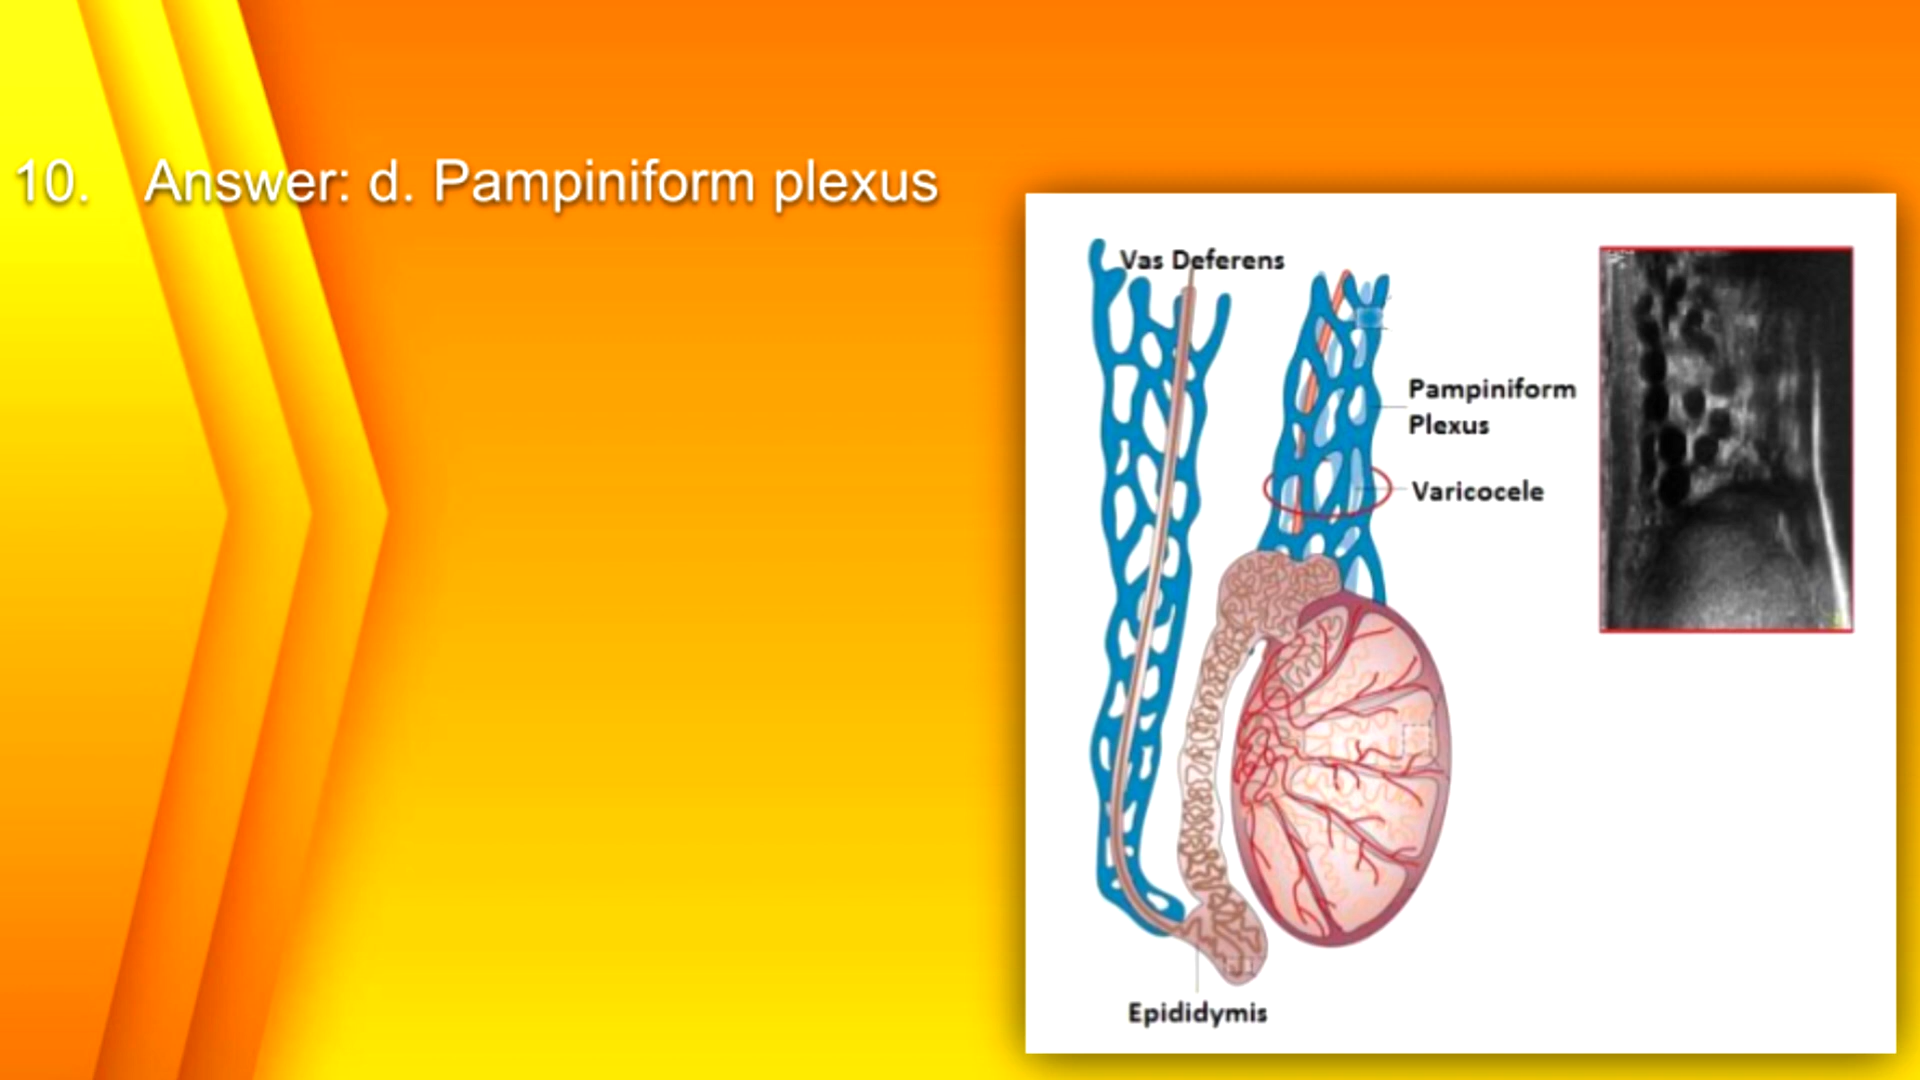 10. Answer: d. Pampiniform plexus
Vas Deferens
Pampiniform
Plexus
Varicocele
Epididymis